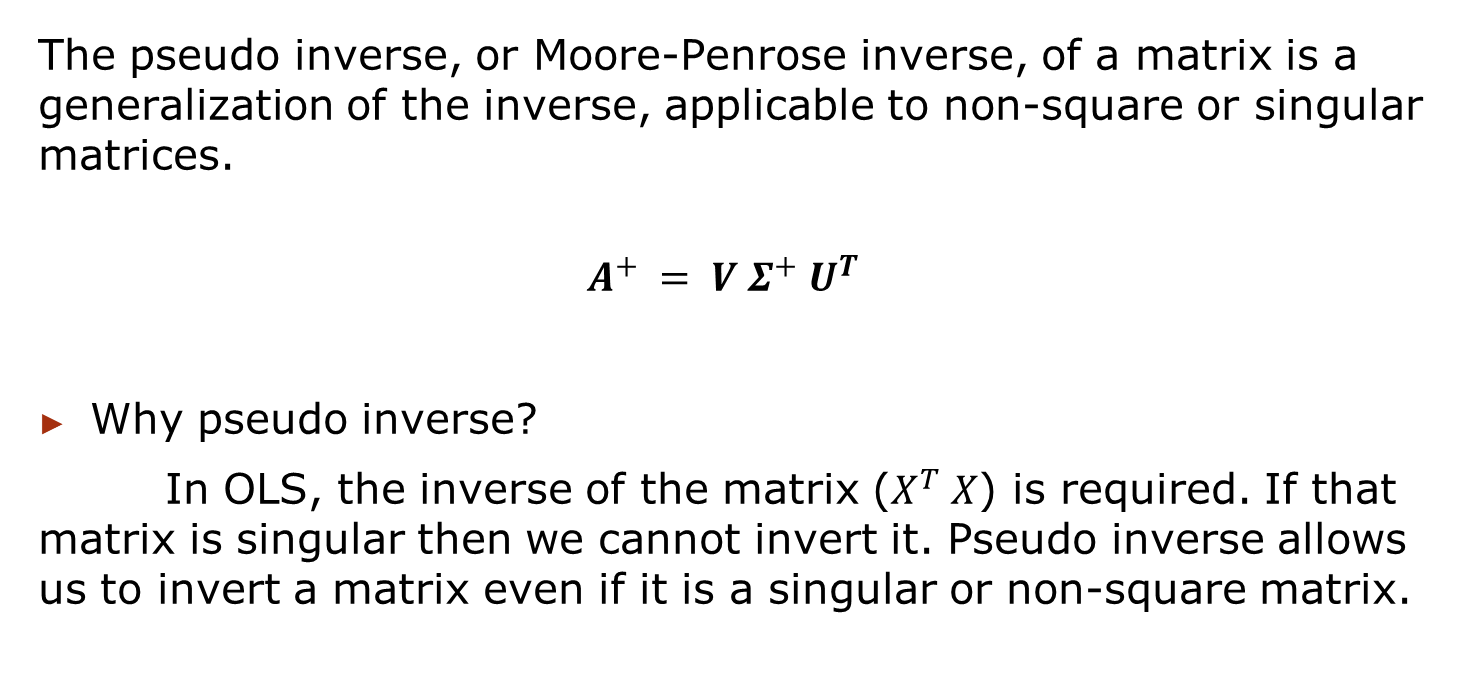 The pseudo inverse, or Moore-Penrose inverse, of a matrix is a
generalization of the inverse, applicable to non-square or singular
matrices.
A⁺ = V Σ⁺ Uᵀ
► Why pseudo inverse?
In OLS, the inverse of the matrix (Xᵀ X) is required. If that
matrix is singular then we cannot invert it. Pseudo inverse allows
us to invert a matrix even if it is a singular or non-square matrix.